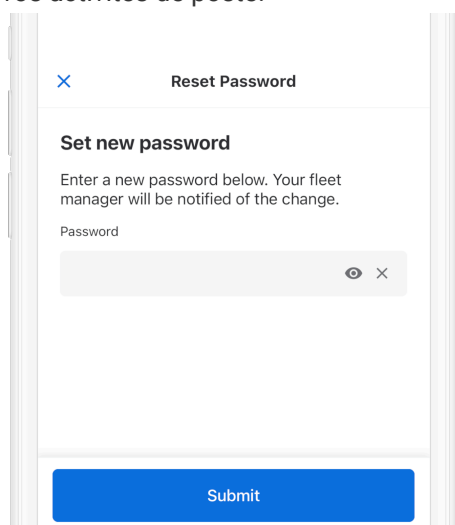 Reset Password
Set new password
Enter a new password below. Your fleet
manager will be notified of the change.
Password
Submit